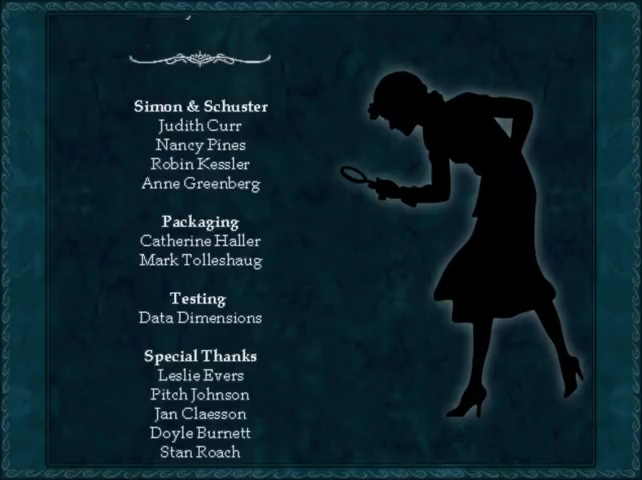 Simon & Schuster
Judith Curr
Nancy Pines
Robin Kessler
Anne Greenberg
Packaging
Catherine Haller
Mark Tolleshaug
Testing
Data Dimensions
Special Thanks
Leslie Evers
Pitch Johnson
Jan Claesson
Doyle Burnett
Stan Roach